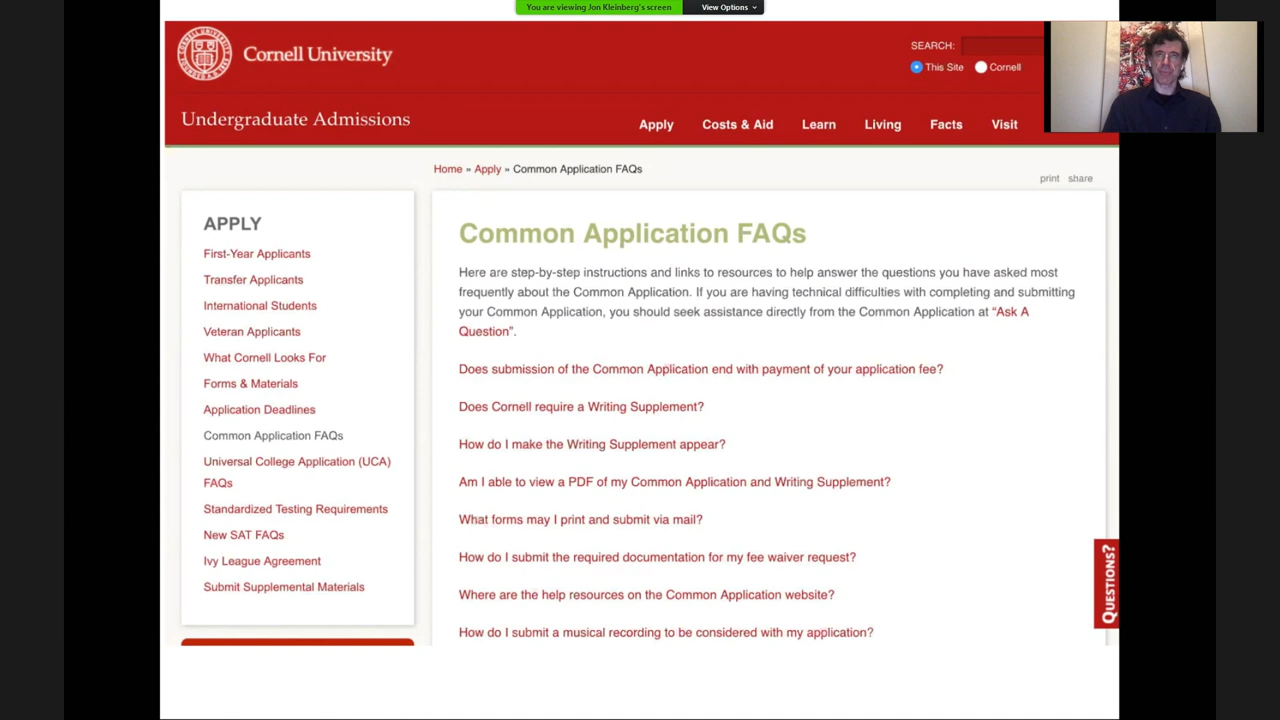 You are viewing Jon Kleinberg's screen
View Options
Cornell University
SEARCH:
This Site
Cornell
Undergraduate Admissions
Apply
Costs & Aid
Learn
Living
Facts
Visit
Home » Apply » Common Application FAQs
print share
APPLY
First-Year Applicants
Transfer Applicants
International Students
Veteran Applicants
What Cornell Looks For
Forms & Materials
Application Deadlines
Common Application FAQs
Universal College Application (UCA)
FAQs
Standardized Testing Requirements
New SAT FAQs
Ivy League Agreement
Submit Supplemental Materials
Common Application FAQs
Here are step-by-step instructions and links to resources to help answer the questions you have asked most
frequently about the Common Application. If you are having technical difficulties with completing and submitting
your Common Application, you should seek assistance directly from the Common Application at “Ask A
Question”.
Does submission of the Common Application end with payment of your application fee?
Does Cornell require a Writing Supplement?
How do I make the Writing Supplement appear?
Am I able to view a PDF of my Common Application and Writing Supplement?
What forms may I print and submit via mail?
How do I submit the required documentation for my fee waiver request?
Where are the help resources on the Common Application website?
How do I submit a musical recording to be considered with my application?
QUESTIONS?